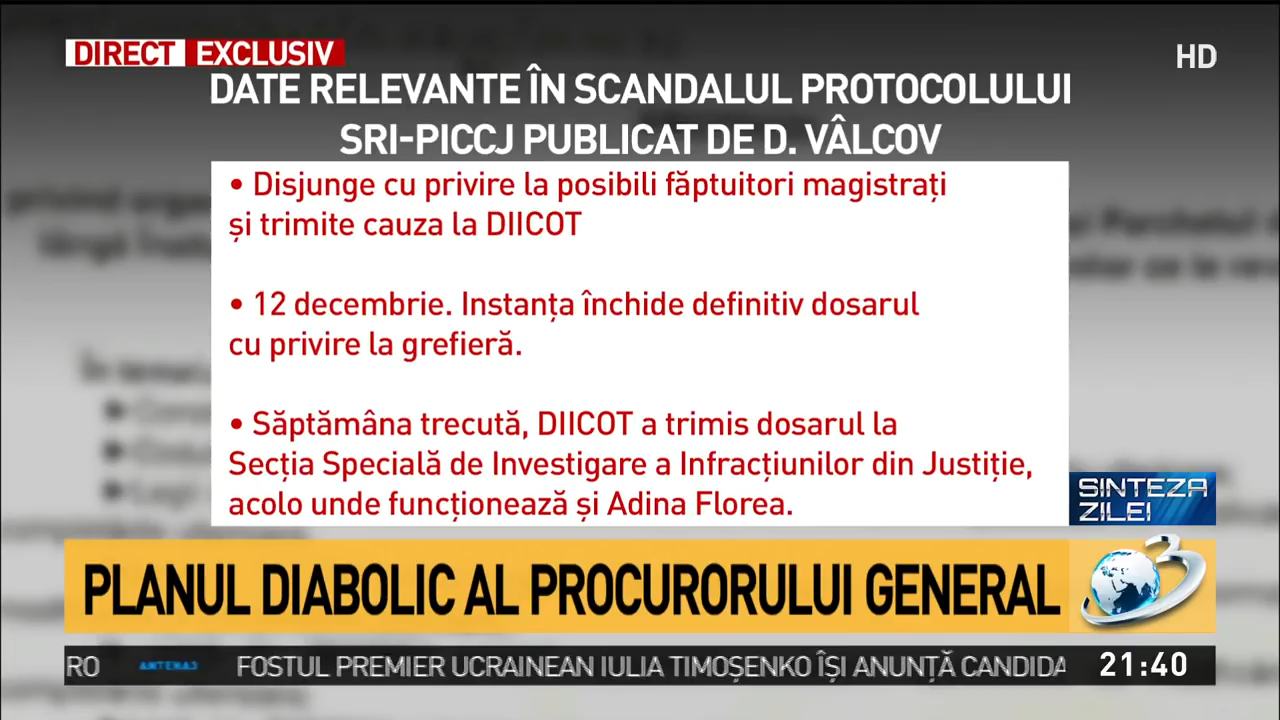 DIRECT EXCLUSIV
HD
DATE RELEVANTE ÎN SCANDALUL PROTOCOLULUI
SRI-PICCJ PUBLICAT DE D. VÂLCOV
• Disjunge cu privire la posibili făptuitori magistrați
și trimite cauza la DIICOT
• 12 decembrie. Instanța închide definitiv dosarul
cu privire la grefieră.
• Săptămâna trecută, DIICOT a trimis dosarul la
Secția Specială de Investigare a Infracțiunilor din Justiție,
acolo unde funcționează și Adina Florea.
SINTEZA
ZILEI
PLANUL DIABOLIC AL PROCURORULUI GENERAL
3
RO ANTENA3 FOSTUL PREMIER UCRAINEAN IULIA TIMOȘENKO ÎȘI ANUNȚĂ CANDIDA 21:40